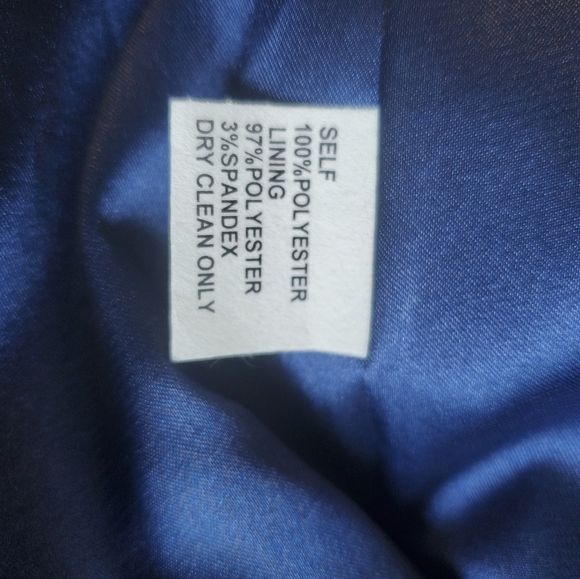 SELF
100%POLYESTER
LINING
97%POLYESTER
3%SPANDEX
DRY CLEAN ONLY